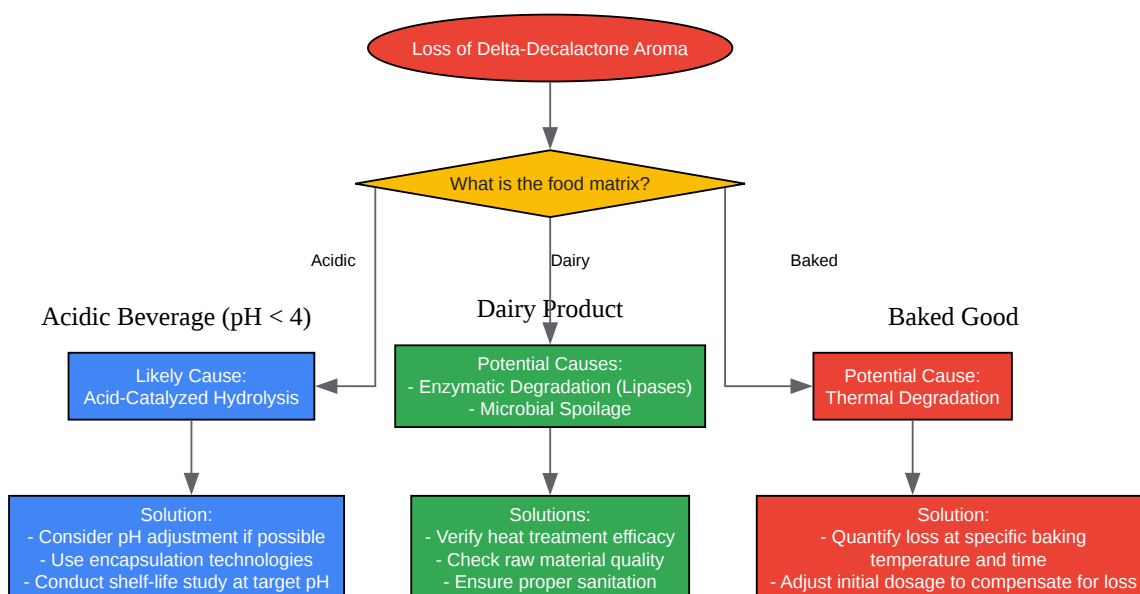 Loss of Delta-Decalactone Aroma
What is the food matrix?
Acidic
Dairy
Baked
Acidic Beverage (pH < 4)
Dairy Product
Baked Good
Likely Cause:
Acid-Catalyzed Hydrolysis
Potential Causes:
- Enzymatic Degradation (Lipases)
- Microbial Spoilage
Potential Cause:
Thermal Degradation
Solution:
- Consider pH adjustment if possible
- Use encapsulation technologies
- Conduct shelf-life study at target pH
Solutions:
- Verify heat treatment efficacy
- Check raw material quality
- Ensure proper sanitation
Solution:
- Quantify loss at specific baking
temperature and time
- Adjust initial dosage to compensate for loss